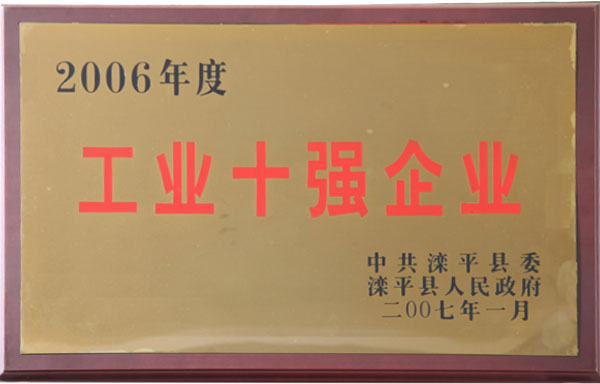 2006年度
工业十强企业
中共滦平县委
滦平县人民政府
二00七年一月